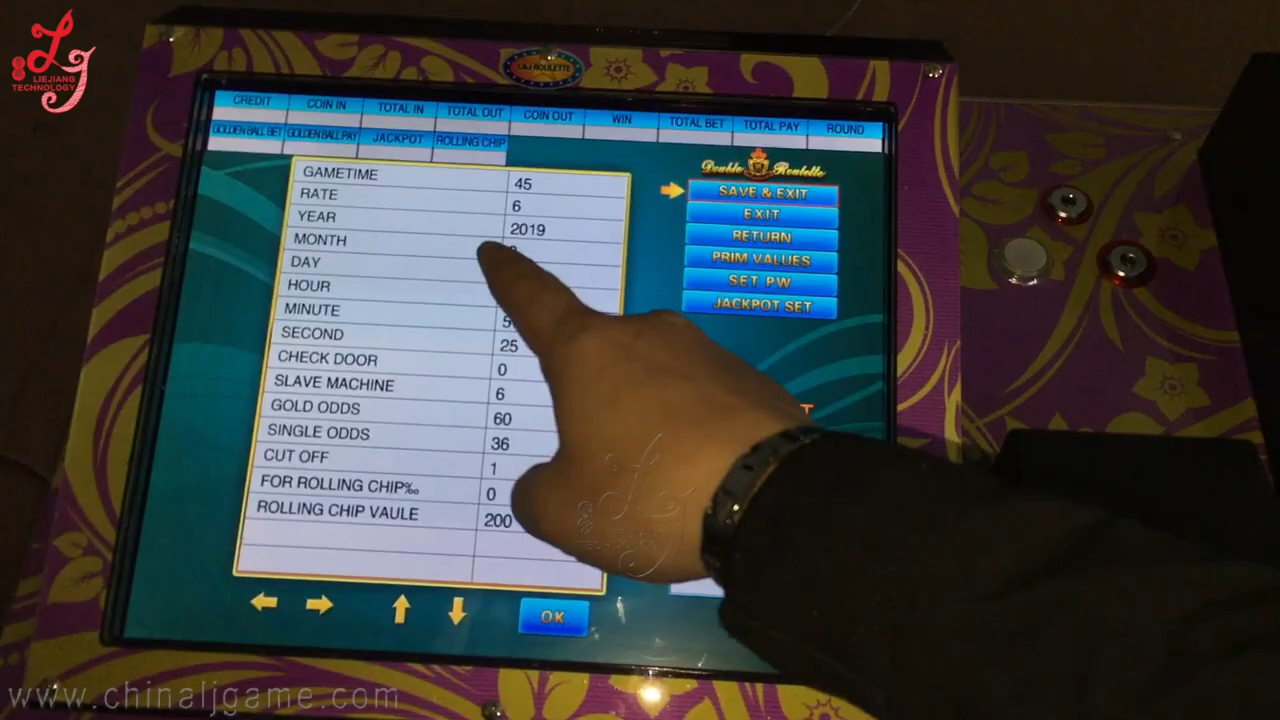 LIEJIANG
TECHNOLOGY
L&J ROULETTE
CREDIT COIN IN TOTAL IN TOTAL OUT COIN OUT WIN TOTAL BET TOTAL PAY ROUND
GOLDEN BALL BET GOLDEN BALL PAY JACKPOT ROLLING CHIP
Double Roulette
GAMETIME 45
RATE 6
YEAR 2019
MONTH
DAY
HOUR
MINUTE
SECOND 25
CHECK DOOR 0
SLAVE MACHINE 6
GOLD ODDS 60
SINGLE ODDS 36
CUT OFF 1
FOR ROLLING CHIP‰ 0
ROLLING CHIP VAULE 200
SAVE & EXIT
EXIT
RETURN
PRIM VALUES
SET PW
JACKPOT SET
T
OK
www.chinaljgame.com